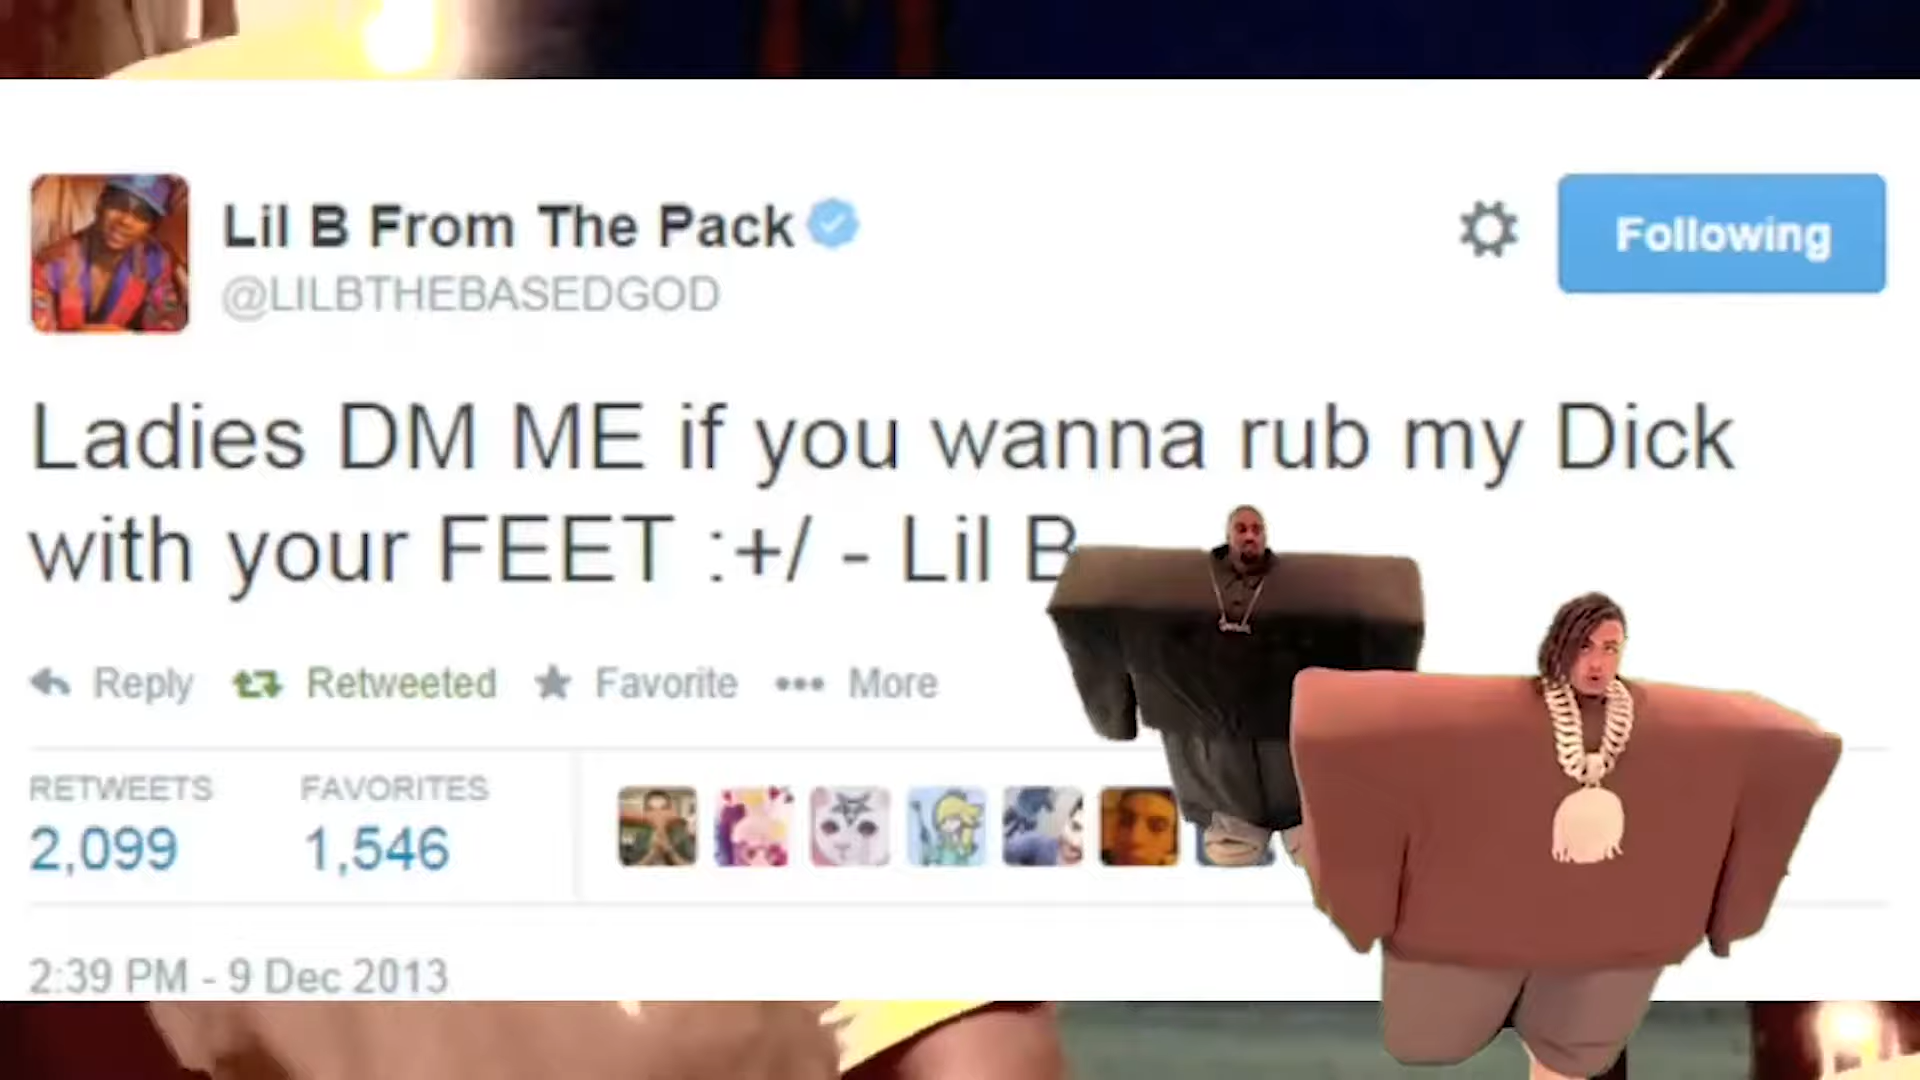 Lil B From The Pack
@LILBTHEBASEDGOD
Following
Ladies DM ME if you wanna rub my Dick
with your FEET :+/ - Lil B
Reply Retweeted Favorite More
RETWEETS FAVORITES
2,099 1,546
2:39 PM - 9 Dec 2013